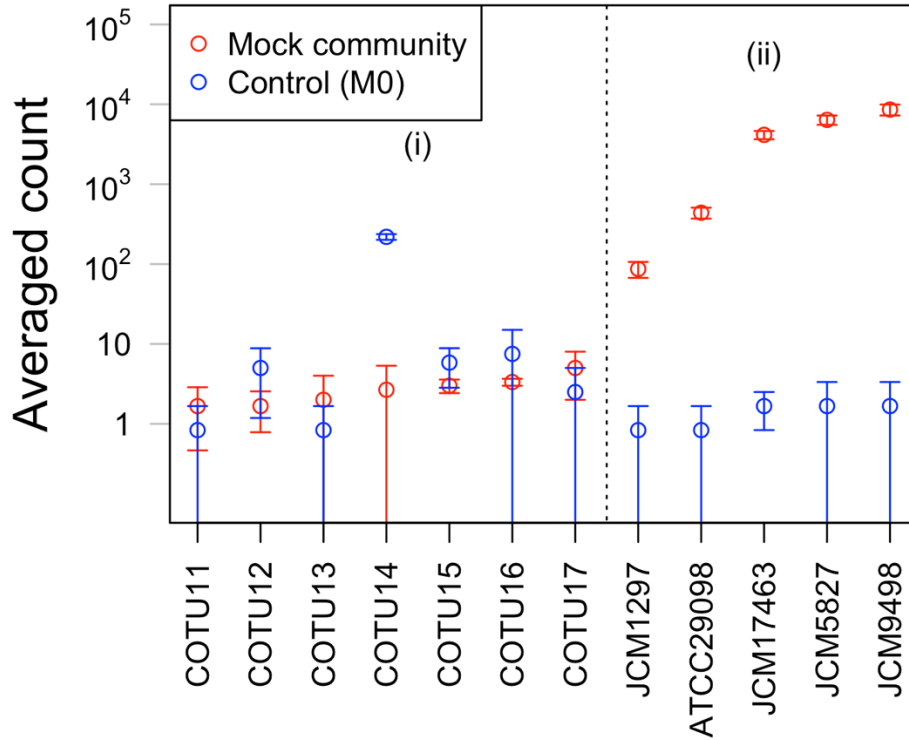 Mock community
Control (M0)
(i)
(ii)
Averaged count
10^5
10^4
10^3
10^2
10
1
COTU11
COTU12
COTU13
COTU14
COTU15
COTU16
COTU17
JCM1297
ATCC29098
JCM17463
JCM5827
JCM9498